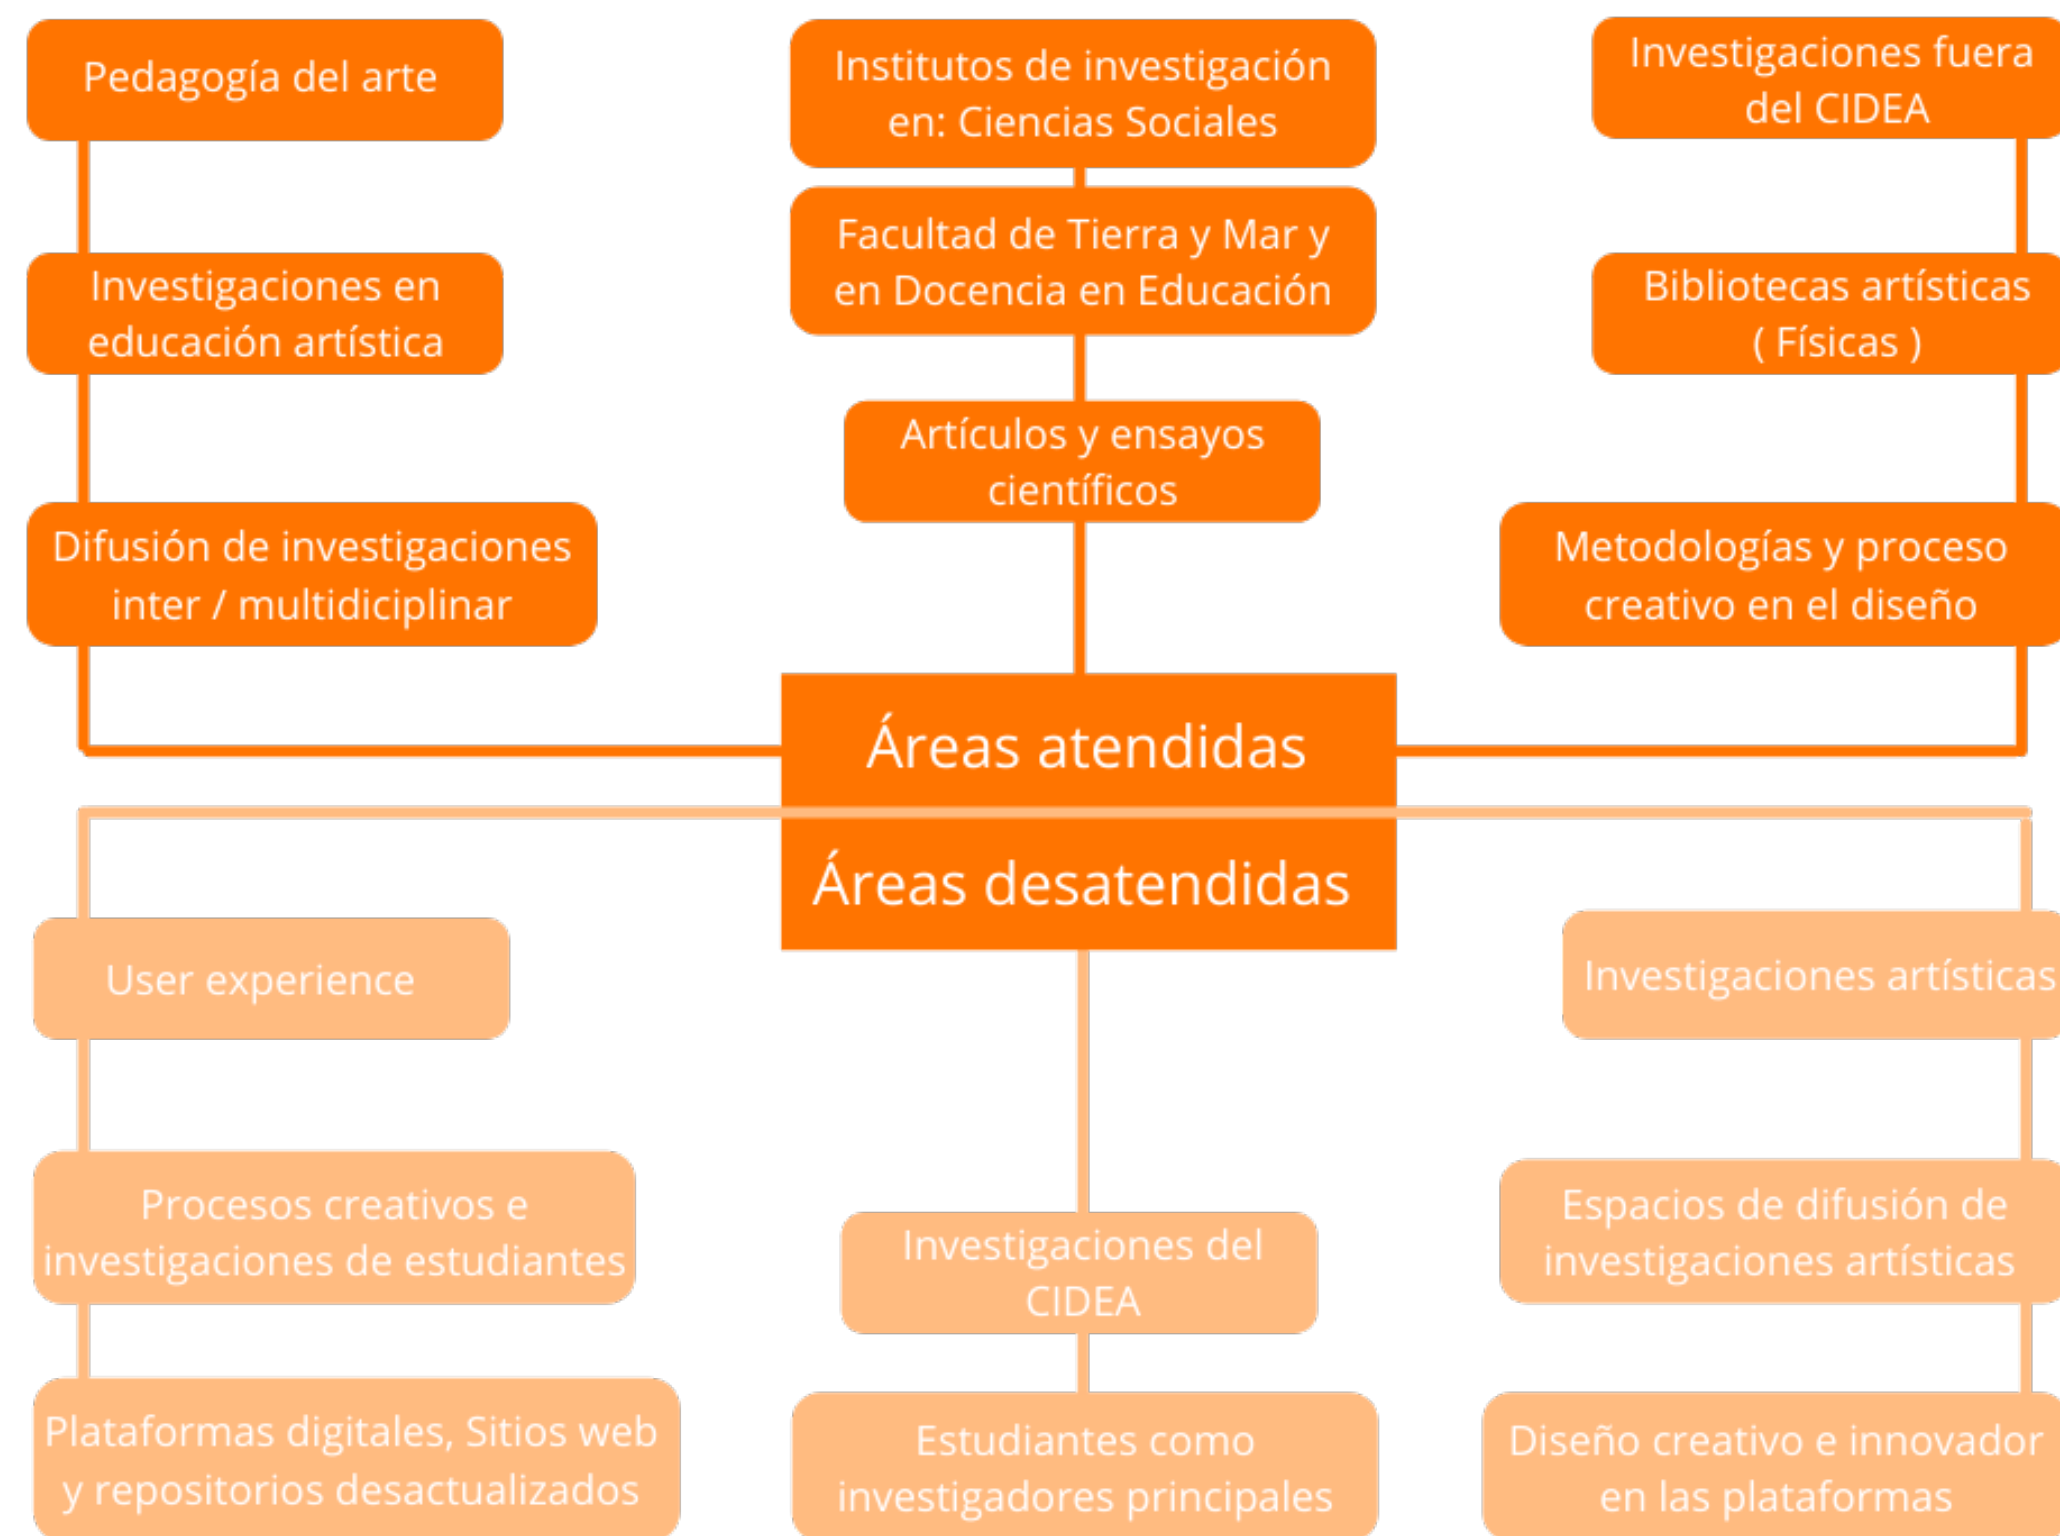 Pedagogía del arte
Investigaciones en
educación artística
Difusión de investigaciones
inter / multidiciplinar
Institutos de investigación
en: Ciencias Sociales
Facultad de Tierra y Mar y
en Docencia en Educación
Artículos y ensayos
científicos
Investigaciones fuera
del CIDEA
Bibliotecas artísticas
( Físicas )
Metodologías y proceso
creativo en el diseño
Áreas atendidas
Áreas desatendidas
User experience
Procesos creativos e
investigaciones de estudiantes
Plataformas digitales, Sitios web
y repositorios desactualizados
Investigaciones del
CIDEA
Estudiantes como
investigadores principales
Investigaciones artísticas
Espacios de difusión de
investigaciones artísticas
Diseño creativo e innovador
en las plataformas